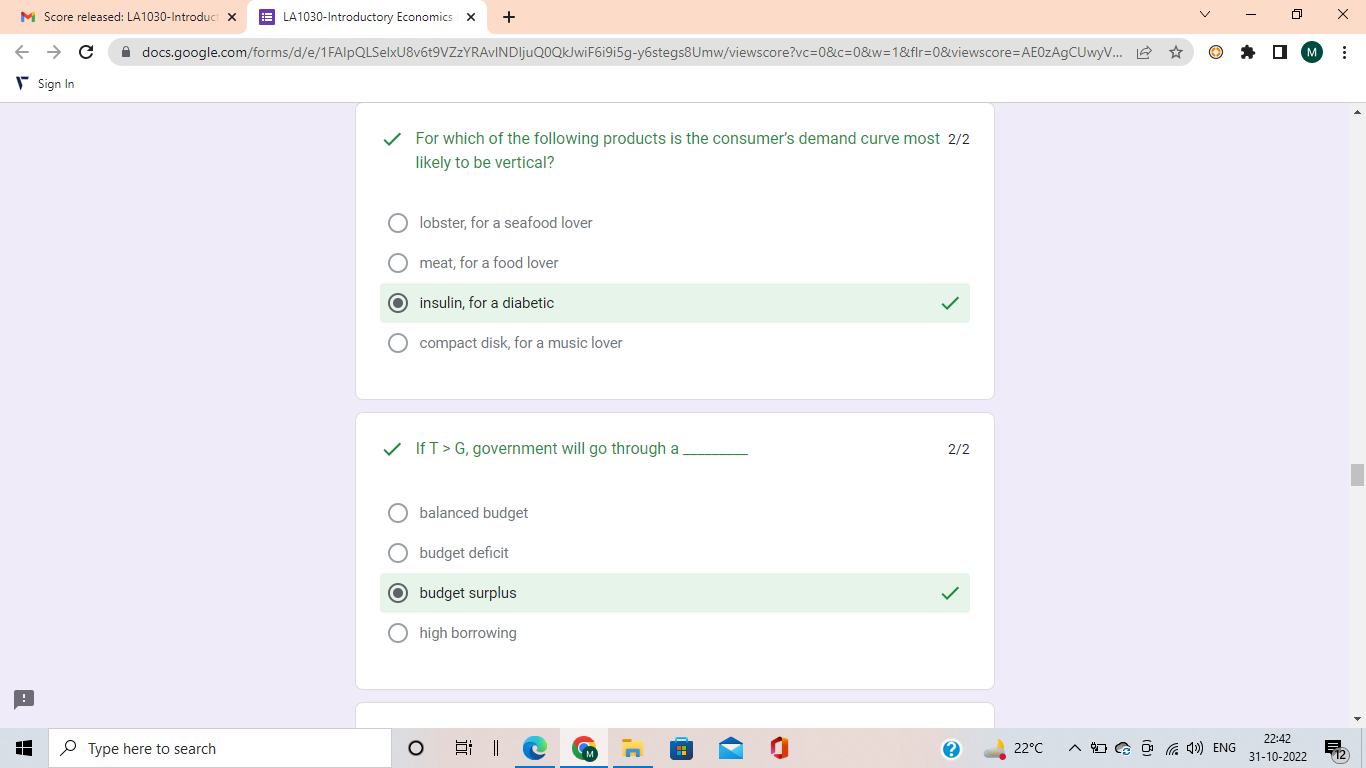 Score released: LA1030-Introduct
LA1030-Introductory Economics
docs.google.com/forms/d/e/1FAIpQLSelxU8v6t9VZzYRAvINDIjuQ0QkJwiF6i9i5g-y6stegs8Umw/viewscore?vc=0&c=0&w=1&flr=0&viewscore=AE0zAgCUwyV...
M
Sign In
For which of the following products is the consumer's demand curve most 2/2
likely to be vertical?
lobster, for a seafood lover
meat, for a food lover
insulin, for a diabetic
compact disk, for a music lover
If T > G, government will go through a _________ 2/2
balanced budget
budget deficit
budget surplus
high borrowing
Type here to search
M
22°C
ENG
22:42
31-10-2022
12